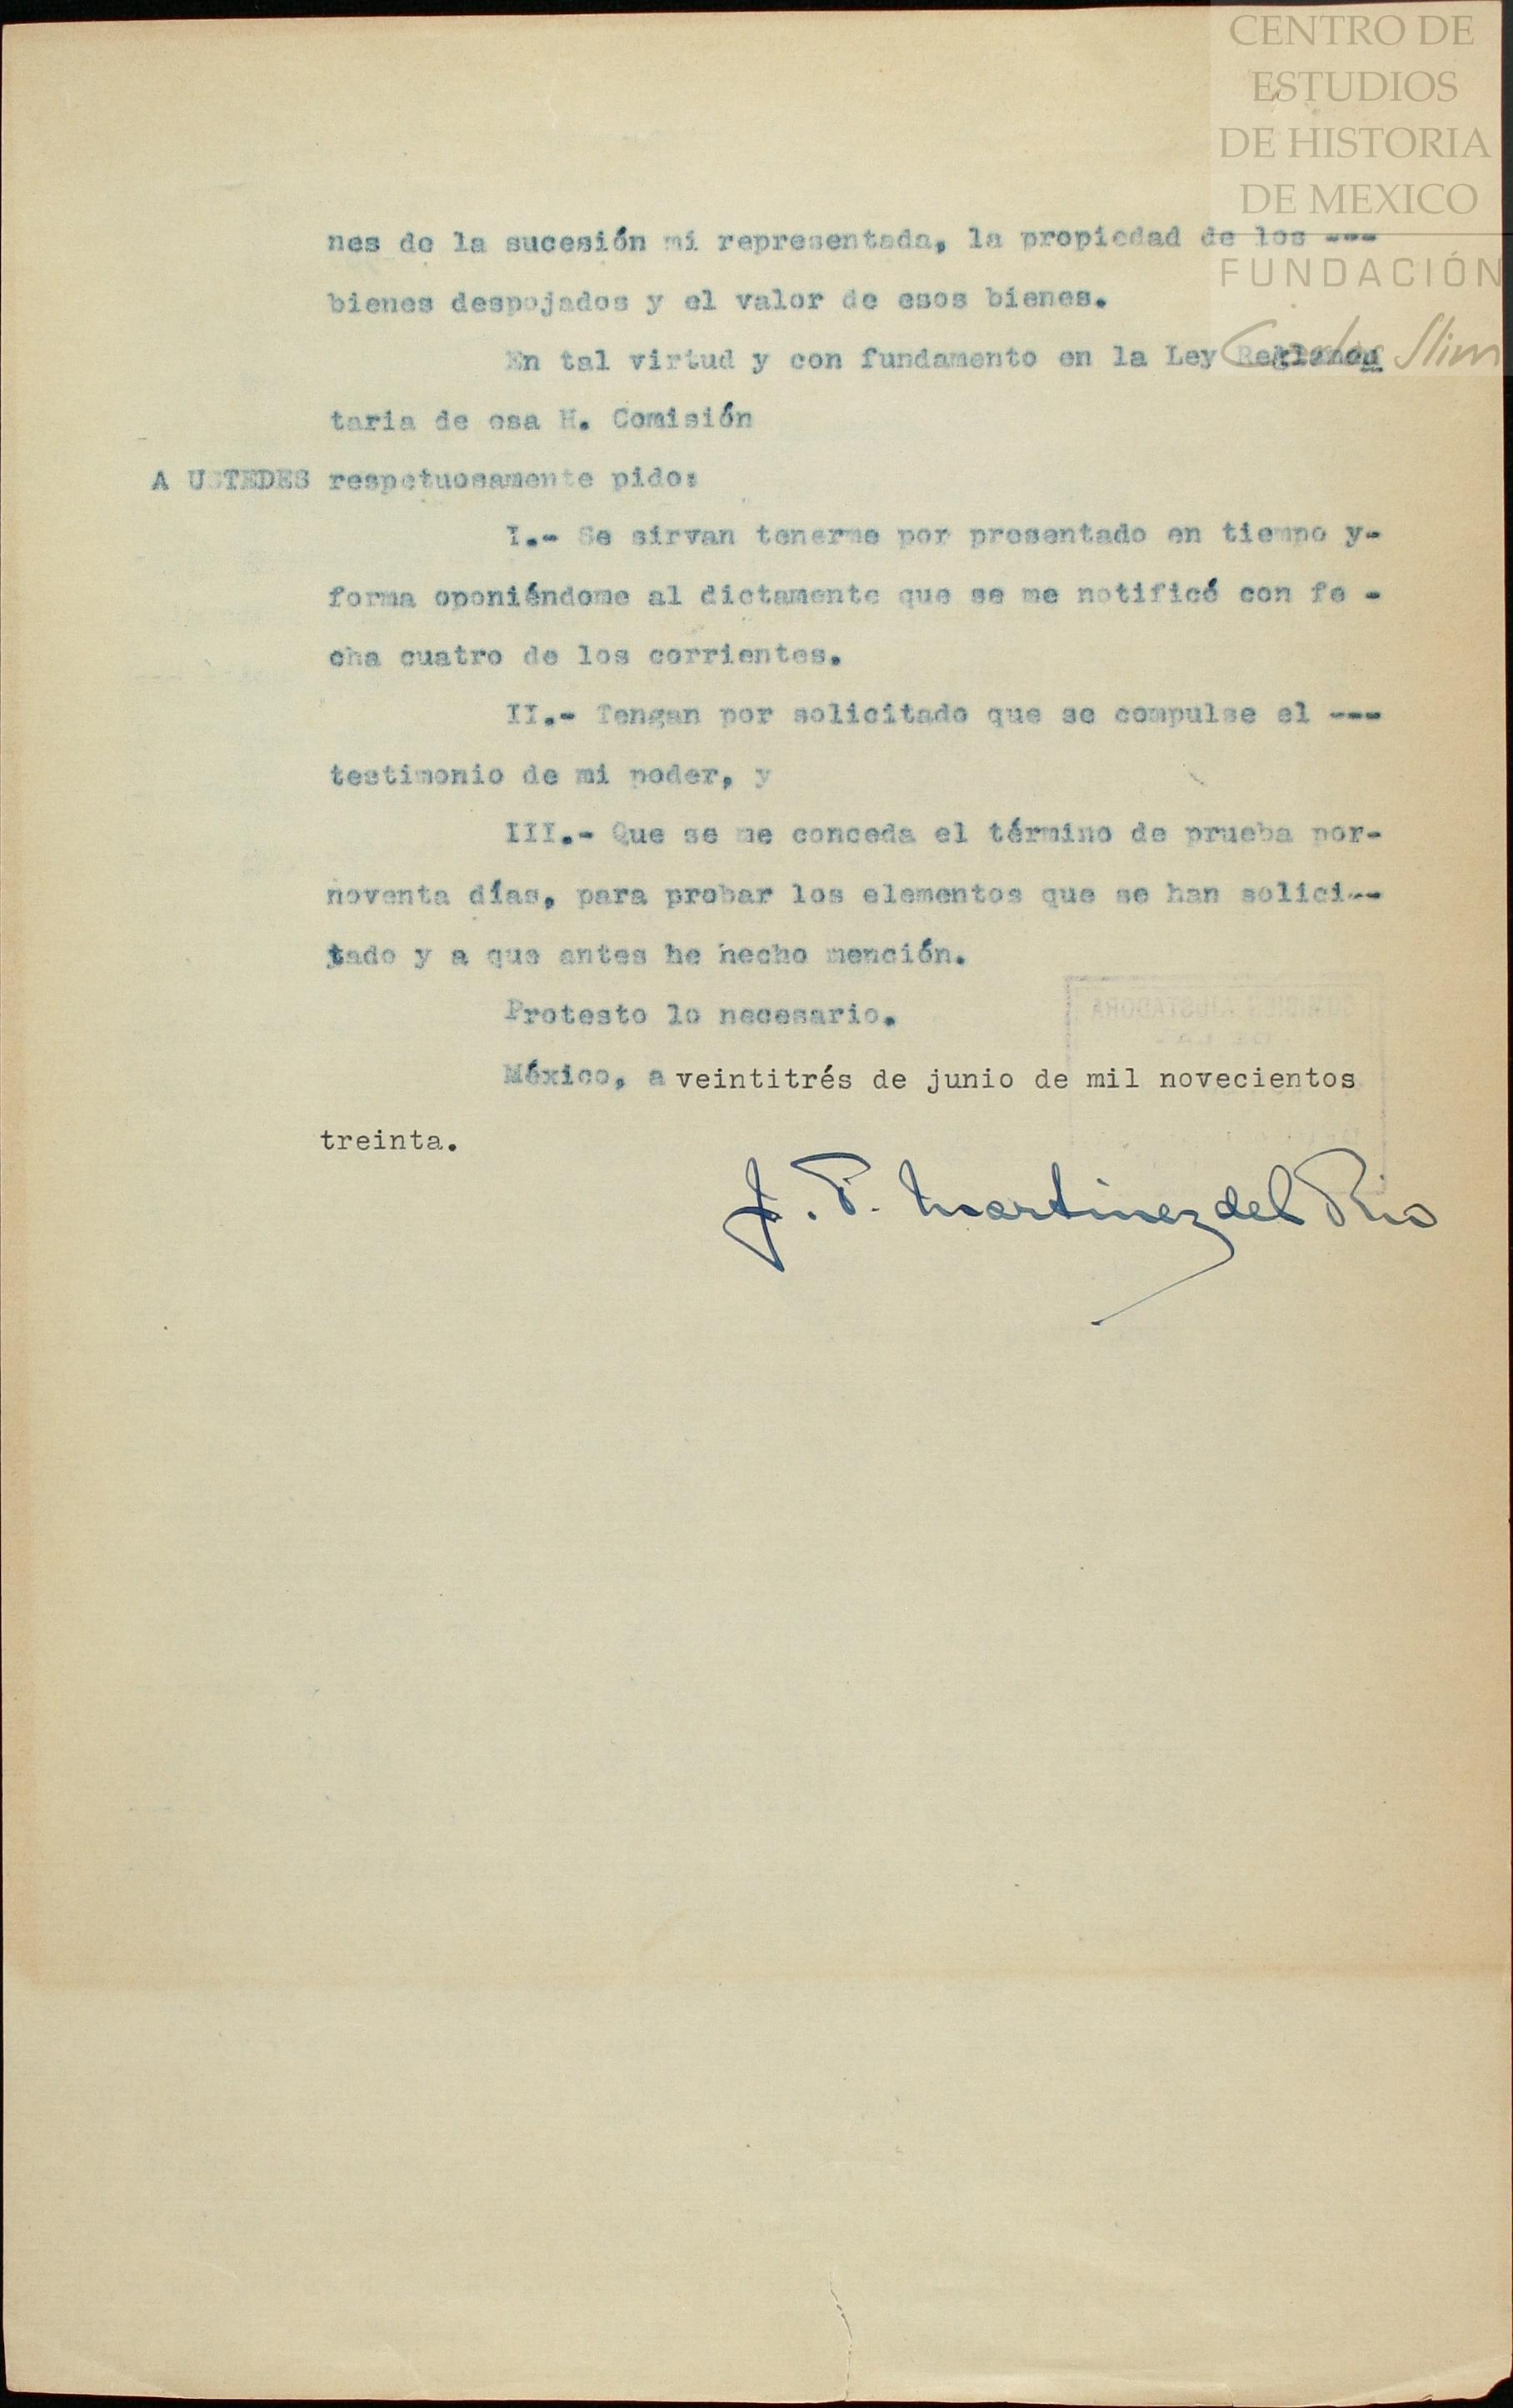 CENTRO DE
ESTUDIOS
DE HISTORIA
DE MEXICO
FUNDACIÓN
Carlos Slim
nes de la sucesión mi representada, la propiedad de los ---
bienes despojados y el valor de esos bienes.
En tal virtud y con fundamento en la Ley Reglamen
taria de esa H. Comisión
A USTEDES respetuosamente pido:
I.- Se sirvan tenerme por presentado en tiempo y-
forma oponiéndome al dictamente que se me notificó con fe -
cha cuatro de los corrientes.
II.- Tengan por solicitado que se compulse el ---
testimonio de mi poder, y
III.- Que se me conceda el término de prueba por-
noventa días, para probar los elementos que se han solici--
tado y a que antes he hecho mención.
Protesto lo necesario.
México, a veintitrés de junio de mil novecientos
treinta.
J. P. Martinez del Rio